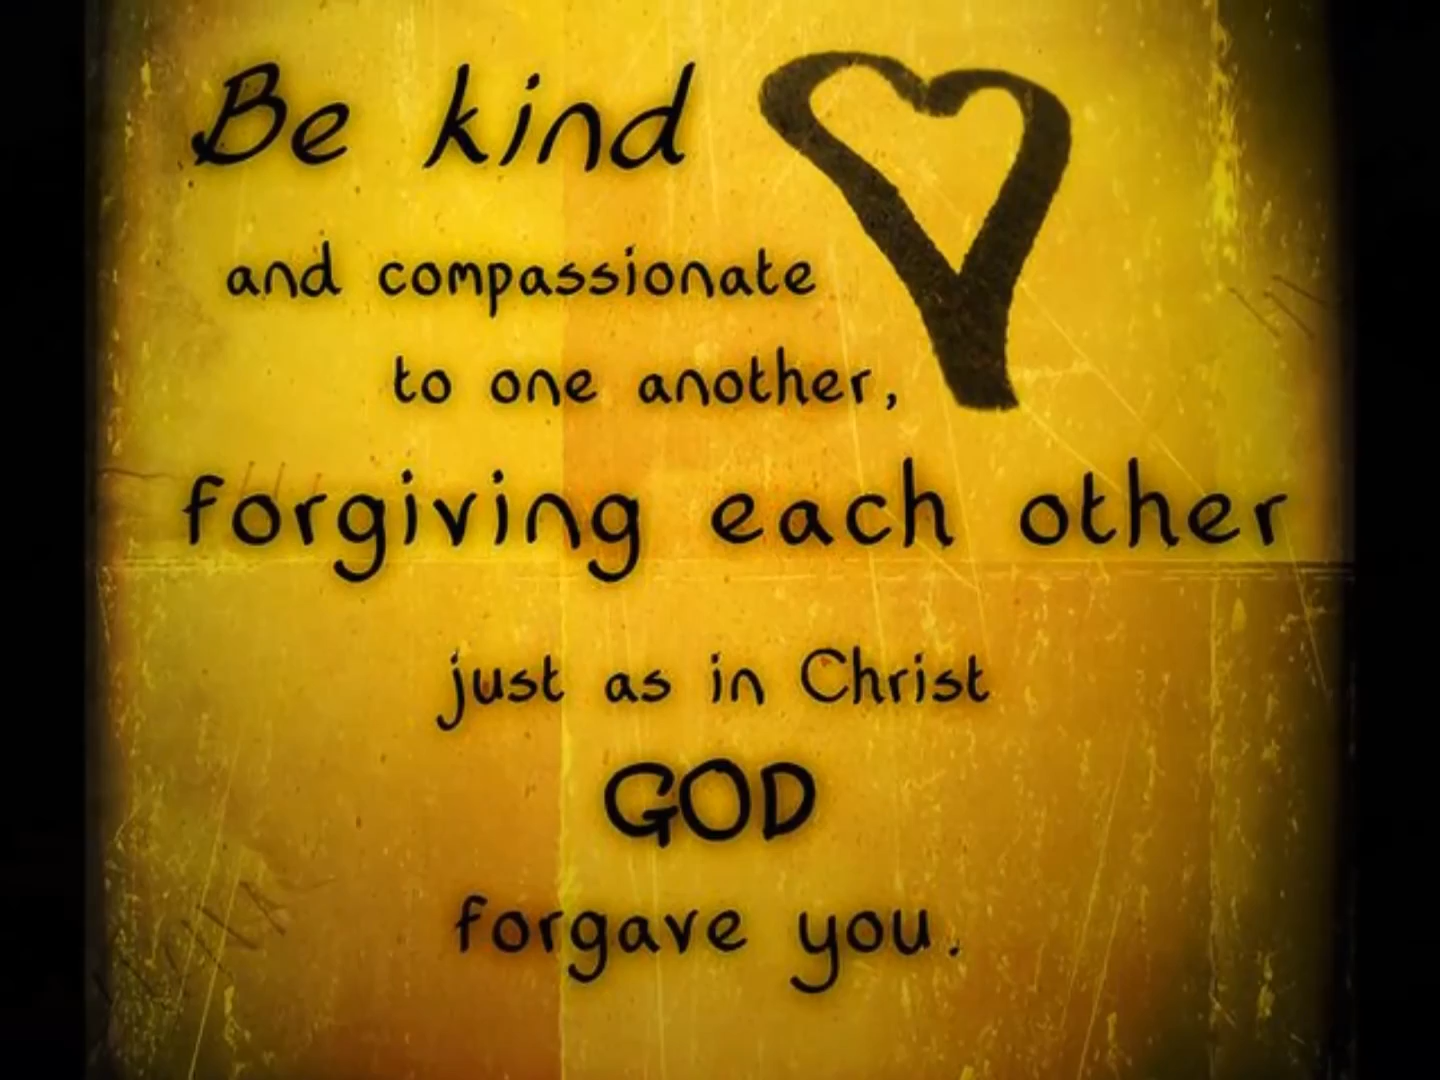 Be kind
and compassionate
to one another,
forgiving each other
just as in Christ
GOD
forgave you.